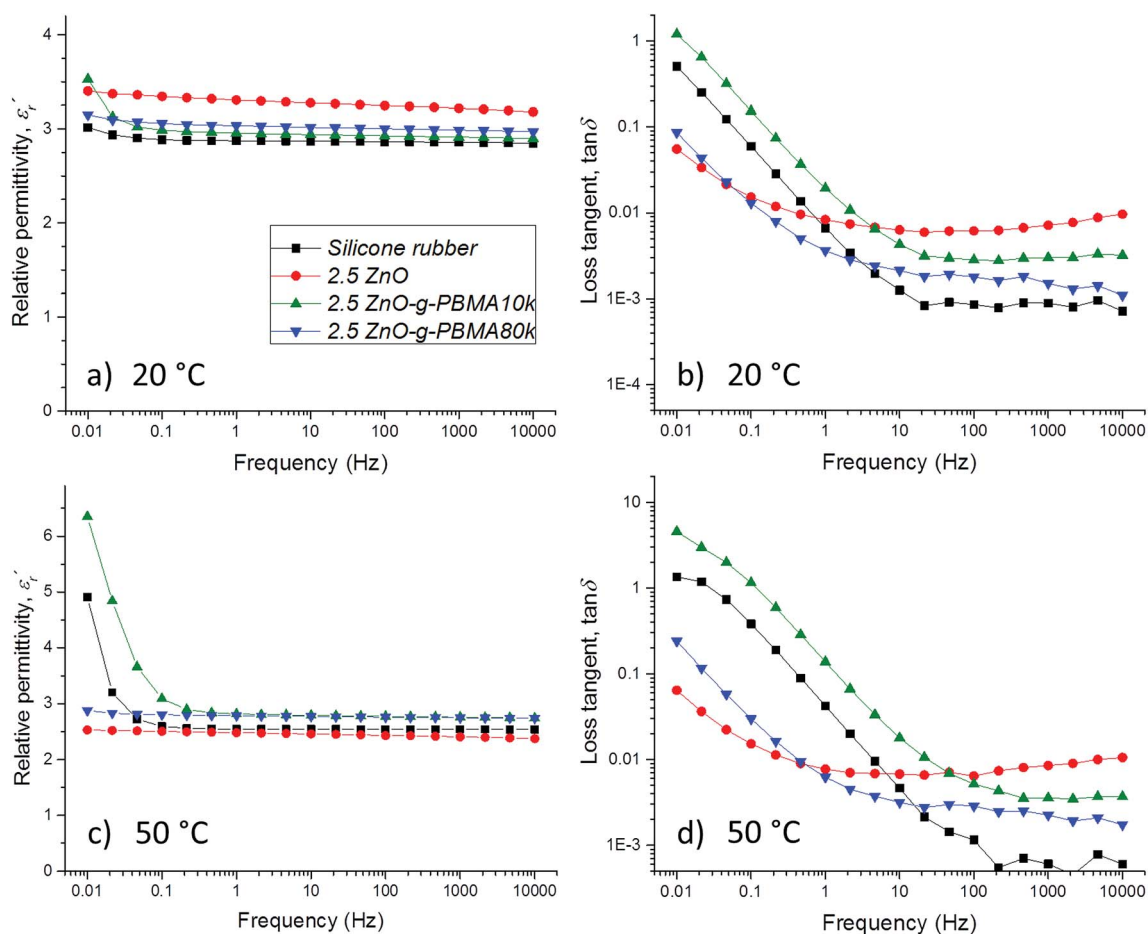 Relative permittivity, εr′
4
3
2
1
0
Silicone rubber
2.5 ZnO
2.5 ZnO-g-PBMA10k
2.5 ZnO-g-PBMA80k
a) 20 °C
0.01 0.1 1 10 100 1000 10000
Frequency (Hz)
Loss tangent, tanδ
1
0.1
0.01
1E-3
1E-4
b) 20 °C
0.01 0.1 1 10 100 1000 10000
Frequency (Hz)
Relative permittivity, εr′
6
5
4
3
2
1
0
c) 50 °C
0.01 0.1 1 10 100 1000 10000
Frequency (Hz)
Loss tangent, tanδ
10
1
0.1
0.01
1E-3
d) 50 °C
0.01 0.1 1 10 100 1000 10000
Frequency (Hz)